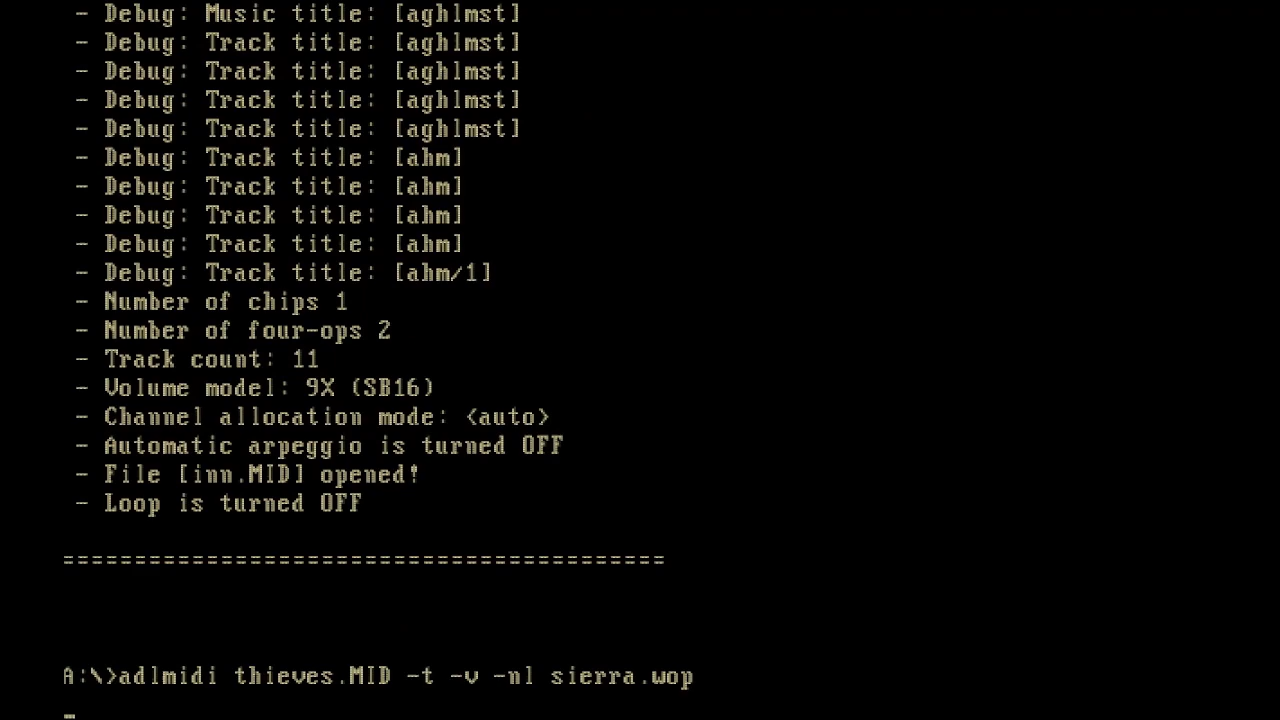 - Debug: Music title: [aghlmst]
- Debug: Track title: [aghlmst]
- Debug: Track title: [aghlmst]
- Debug: Track title: [aghlmst]
- Debug: Track title: [aghlmst]
- Debug: Track title: [ahm]
- Debug: Track title: [ahm]
- Debug: Track title: [ahm]
- Debug: Track title: [ahm]
- Debug: Track title: [ahm/1]
- Number of chips 1
- Number of four-ops 2
- Track count: 11
- Volume model: 9X (SB16)
- Channel allocation mode: <auto>
- Automatic arpeggio is turned OFF
- File [inn.MID] opened!
- Loop is turned OFF
==========================================
A:\>adlmidi thieves.MID -t -v -nl sierra.wop